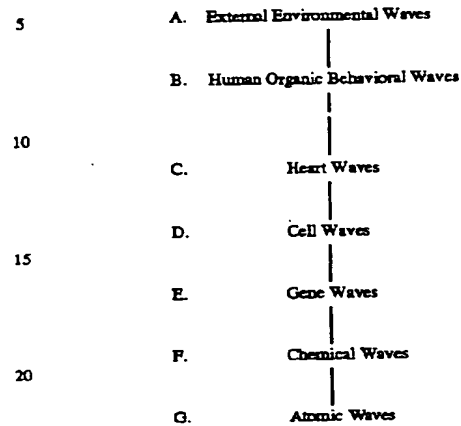 5
A. External Environmental Waves
B. Human Organic Behavioral Waves
10
C. Heart Waves
D. Cell Waves
15
E. Gene Waves
F. Chemical Waves
20
G. Atomic Waves